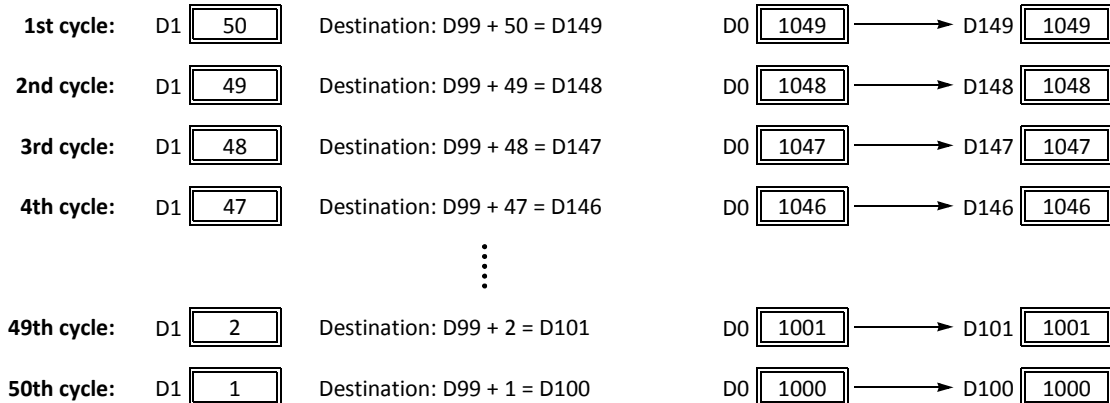 1st cycle: D1 50 Destination: D99 + 50 = D149 D0 1049 D149 1049
2nd cycle: D1 49 Destination: D99 + 49 = D148 D0 1048 D148 1048
3rd cycle: D1 48 Destination: D99 + 48 = D147 D0 1047 D147 1047
4th cycle: D1 47 Destination: D99 + 47 = D146 D0 1046 D146 1046
49th cycle: D1 2 Destination: D99 + 2 = D101 D0 1001 D101 1001
50th cycle: D1 1 Destination: D99 + 1 = D100 D0 1000 D100 1000